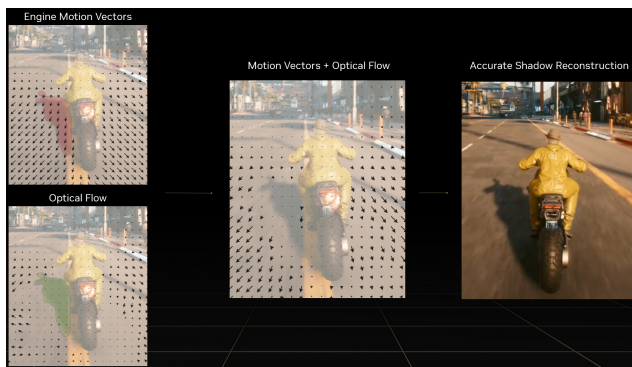 Engine Motion Vectors
Motion Vectors + Optical Flow
Accurate Shadow Reconstruction
Optical Flow